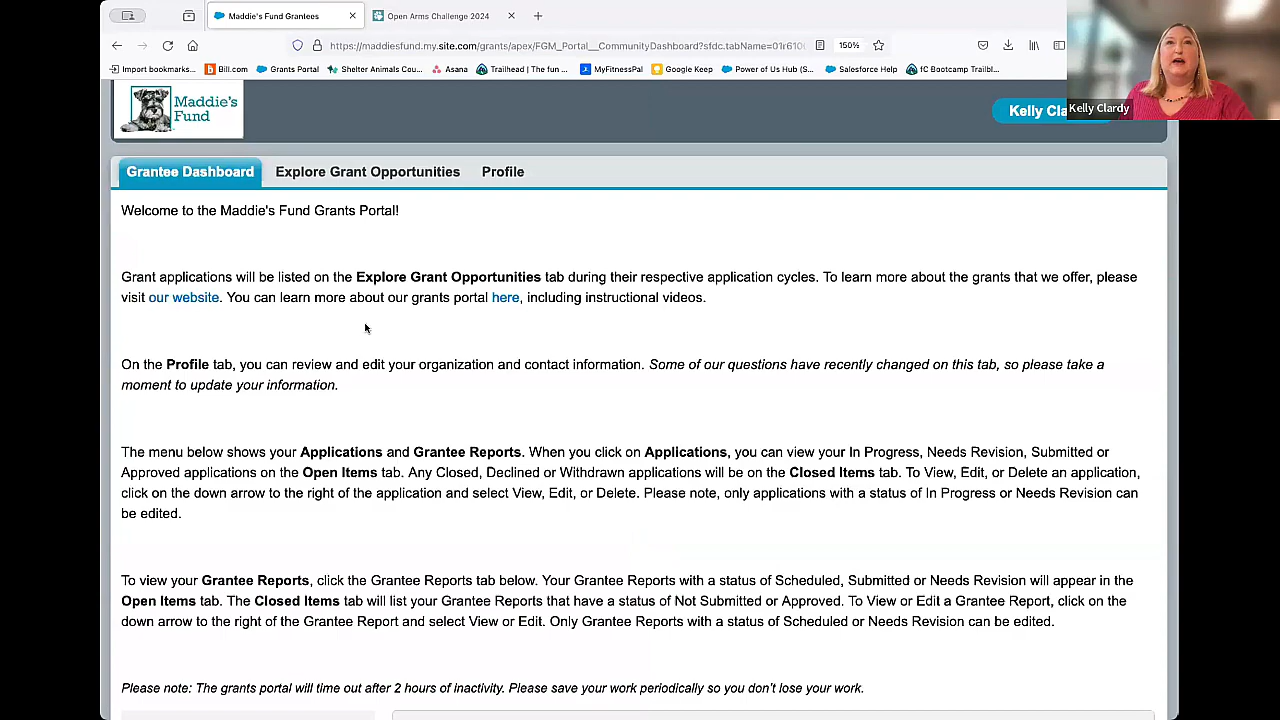 Maddie's Fund Grantees
Open Arms Challenge 2024
https://maddiesfund.my.site.com/grants/apex/FGM_Portal__CommunityDashboard?sfdc.tabName=01r6100
150%
Import bookmarks...
Bill.com
Grants Portal
Shelter Animals Cou...
Asana
Trailhead | The fun ...
MyFitnessPal
Google Keep
Power of Us Hub (S...
Salesforce Help
fC Bootcamp Trailbl...
Kelly Clardy
Maddie's
Fund
Kelly Cla
Grantee Dashboard
Explore Grant Opportunities
Profile
Welcome to the Maddie's Fund Grants Portal!
Grant applications will be listed on the Explore Grant Opportunities tab during their respective application cycles. To learn more about the grants that we offer, please
visit our website. You can learn more about our grants portal here, including instructional videos.
On the Profile tab, you can review and edit your organization and contact information. Some of our questions have recently changed on this tab, so please take a
moment to update your information.
The menu below shows your Applications and Grantee Reports. When you click on Applications, you can view your In Progress, Needs Revision, Submitted or
Approved applications on the Open Items tab. Any Closed, Declined or Withdrawn applications will be on the Closed Items tab. To View, Edit, or Delete an application,
click on the down arrow to the right of the application and select View, Edit, or Delete. Please note, only applications with a status of In Progress or Needs Revision can
be edited.
To view your Grantee Reports, click the Grantee Reports tab below. Your Grantee Reports with a status of Scheduled, Submitted or Needs Revision will appear in the
Open Items tab. The Closed Items tab will list your Grantee Reports that have a status of Not Submitted or Approved. To View or Edit a Grantee Report, click on the
down arrow to the right of the Grantee Report and select View or Edit. Only Grantee Reports with a status of Scheduled or Needs Revision can be edited.
Please note: The grants portal will time out after 2 hours of inactivity. Please save your work periodically so you don't lose your work.